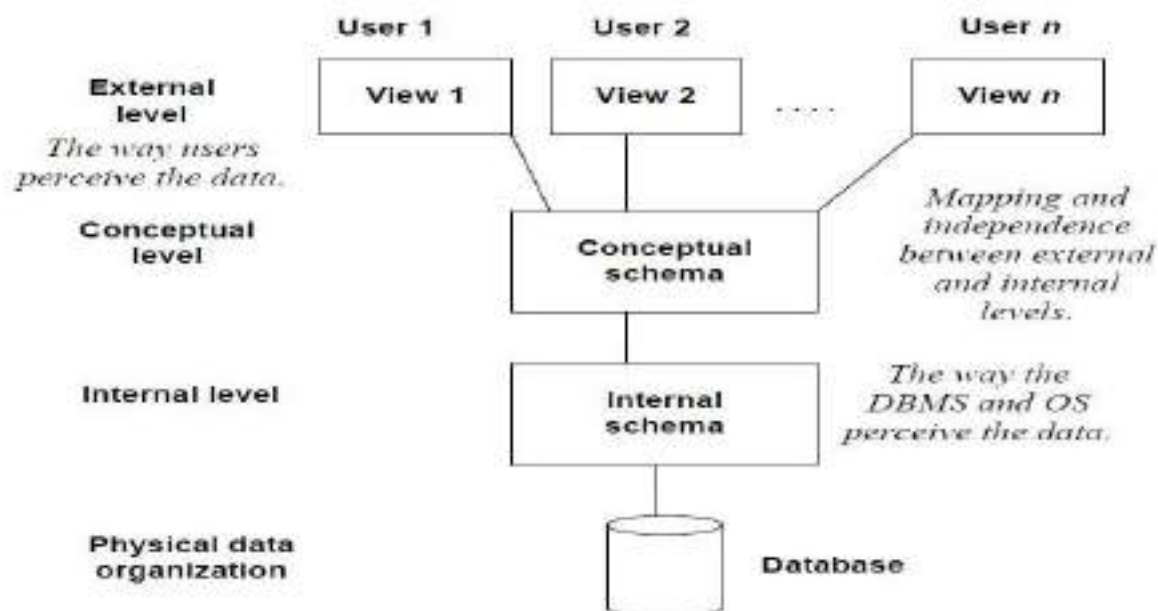 User 1
User 2
User n
External
level
View 1
View 2
....
View n
The way users
perceive the data.
Conceptual
level
Conceptual
schema
Mapping and
independence
between external
and internal
levels.
Internal level
Internal
schema
The way the
DBMS and OS
perceive the data.
Physical data
organization
Database